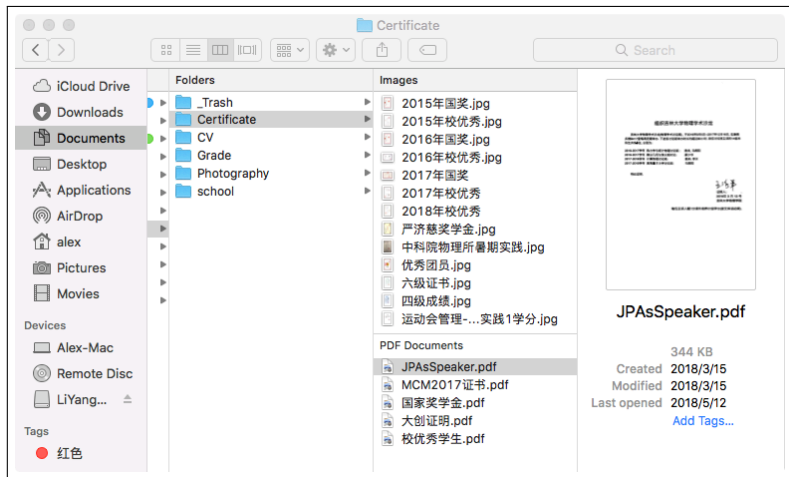 Certificate
Search
iCloud Drive
Downloads
Documents
Desktop
Applications
AirDrop
alex
Pictures
Movies
Devices
Alex-Mac
Remote Disc
LiYang...
Tags
红色
Folders
_Trash
Certificate
CV
Grade
Photography
school
Images
2015年国奖.jpg
2015年校优秀.jpg
2016年国奖.jpg
2016年校优秀.jpg
2017年国奖
2017年校优秀
2018年校优秀
严济慈奖学金.jpg
中科院物理所暑期实践.jpg
优秀团员.jpg
六级证书.jpg
四级成绩.jpg
运动会管理-...实践1学分.jpg
PDF Documents
JPAsSpeaker.pdf
MCM2017证书.pdf
国家奖学金.pdf
大创证明.pdf
校优秀学生.pdf
JPAsSpeaker.pdf
344 KB
Created 2018/3/15
Modified 2018/3/15
Last opened 2018/5/12
Add Tags...